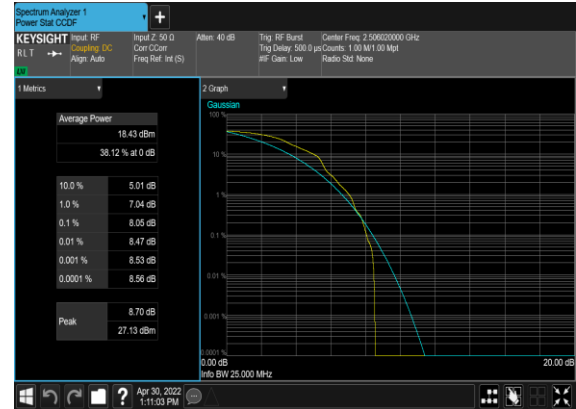 Spectrum Analyzer 1
Power Stat CCDF
+
KEYSIGHT
RLT
LV
Input: RF
Coupling: DC
Align: Auto
Input Z: 50 Ω
Corr CCorr
Freq Ref: Int (S)
Atten: 40 dB
Trig: RF Burst
Trig Delay: 500.0 µs
#IF Gain: Low
Center Freq: 2.506020000 GHz
Counts: 1.00 M/1.00 Mpt
Radio Std: None
1 Metrics
Average Power
18.43 dBm
38.12 % at 0 dB
10.0 % 5.01 dB
1.0 % 7.04 dB
0.1 % 8.05 dB
0.01 % 8.47 dB
0.001 % 8.53 dB
0.0001 % 8.56 dB
Peak
8.70 dB
27.13 dBm
2 Graph
Gaussian
100 %
10 %
1 %
0.1 %
0.01 %
0.001 %
0.0001 %
0.00 dB
20.00 dB
Info BW 25.000 MHz
?
Apr 30, 2022
1:11:03 PM